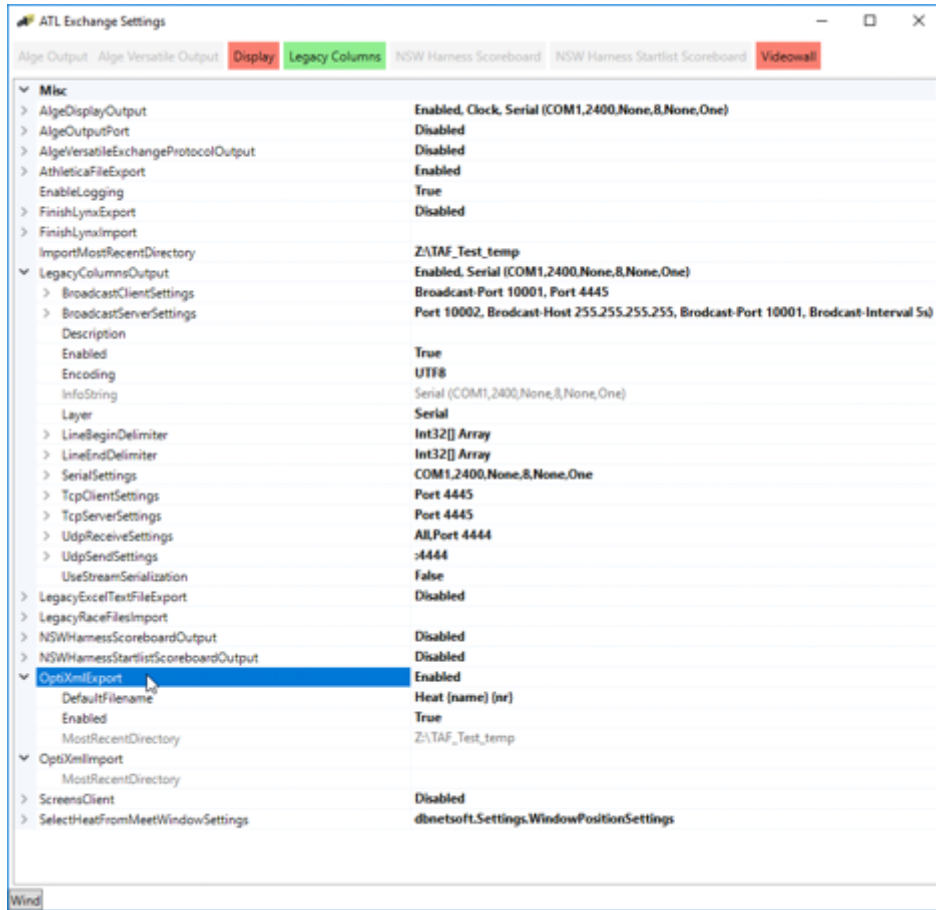 ATL Exchange Settings
Alge Output Alge Versatile Output Display Legacy Columns NSW Harness Scoreboard NSW Harness Startlist Scoreboard Videowall
Misc
AlgeDisplayOutput Enabled, Clock, Serial (COM1,2400,None,8,None,One)
AlgeOutputPort Disabled
AlgeVersatileExchangeProtocolOutput Disabled
AthleticaFileExport Enabled
EnableLogging True
FinishLynxExport Disabled
FinishLynxImport
ImportMostRecentDirectory Z:\TAF_Test_temp
LegacyColumnsOutput Enabled, Serial (COM1,2400,None,8,None,One)
BroadcastClientSettings Broadcast-Port 10001, Port 4445
BroadcastServerSettings Port 10002, Brodcast-Host 255.255.255.255, Brodcast-Port 10001, Brodcast-Interval 5s)
Description
Enabled True
Encoding UTF8
InfoString Serial (COM1,2400,None,8,None,One)
Layer Serial
LineBeginDelimiter Int32[] Array
LineEndDelimiter Int32[] Array
SerialSettings COM1,2400,None,8,None,One
TcpClientSettings Port 4445
TcpServerSettings Port 4445
UdpReceiveSettings All,Port 4444
UdpSendSettings :4444
UseStreamSerialization False
LegacyExcelTextFileExport Disabled
LegacyRaceFilesImport
NSWHarnessScoreboardOutput Disabled
NSWHarnessStartlistScoreboardOutput Disabled
OptiXmlExport Enabled
DefaultFilename Heat {name} {nr}
Enabled True
MostRecentDirectory Z:\TAF_Test_temp
OptiXmlImport
MostRecentDirectory
ScreensClient Disabled
SelectHeatFromMeetWindowSettings dbnetsoft.Settings.WindowPositionSettings
Wind